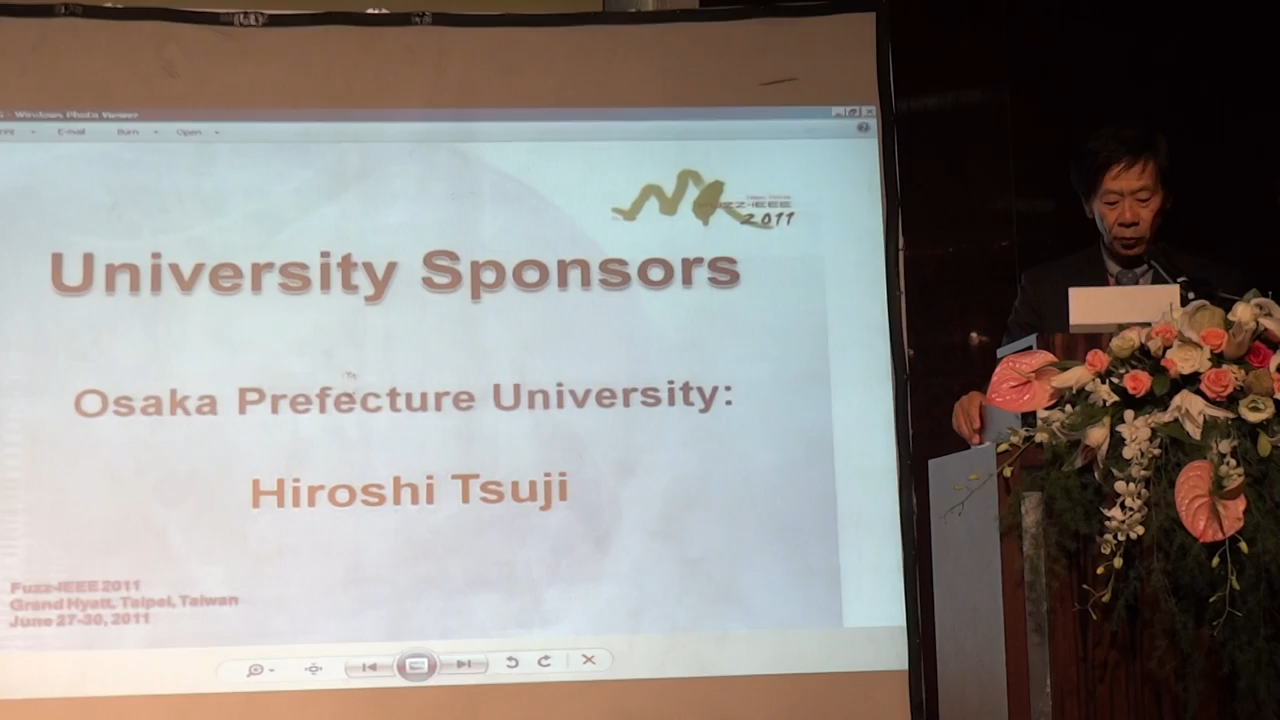 Windows Photo Viewer
E-mail Burn Open
FUZZ-IEEE
2011
University Sponsors
Osaka Prefecture University:
Hiroshi Tsuji
Fuzz-IEEE 2011
Grand Hyatt, Taipei, Taiwan
June 27-30, 2011